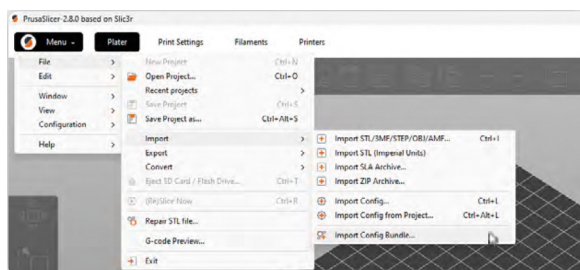 PrusaSlicer-2.8.0 based on Slic3r
Menu Plater Print Settings Filaments Printers
File
Edit
Window
View
Configuration
Help
New Project Ctrl+N
Open Project... Ctrl+O
Recent projects
Save Project Ctrl+S
Save Project as... Ctrl+Alt+S
Import
Export
Convert
Eject SD Card / Flash Drive... Ctrl+T
(Re)Slice Now Ctrl+R
Repair STL file...
G-code Preview...
Exit
Import STL/3MF/STEP/OBJ/AMF... Ctrl+I
Import STL (Imperial Units)
Import SLA Archive...
Import ZIP Archive...
Import Config... Ctrl+L
Import Config from Project... Ctrl+Alt+L
Import Config Bundle...